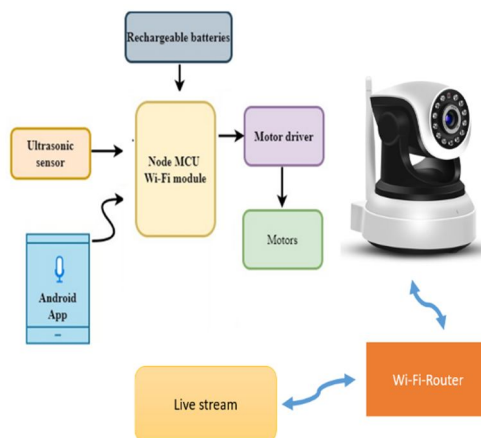 Rechargeable batteries
Ultrasonic
sensor
Node MCU
Wi-Fi module
Motor driver
Motors
Android
App
Wi-Fi-Router
Live stream